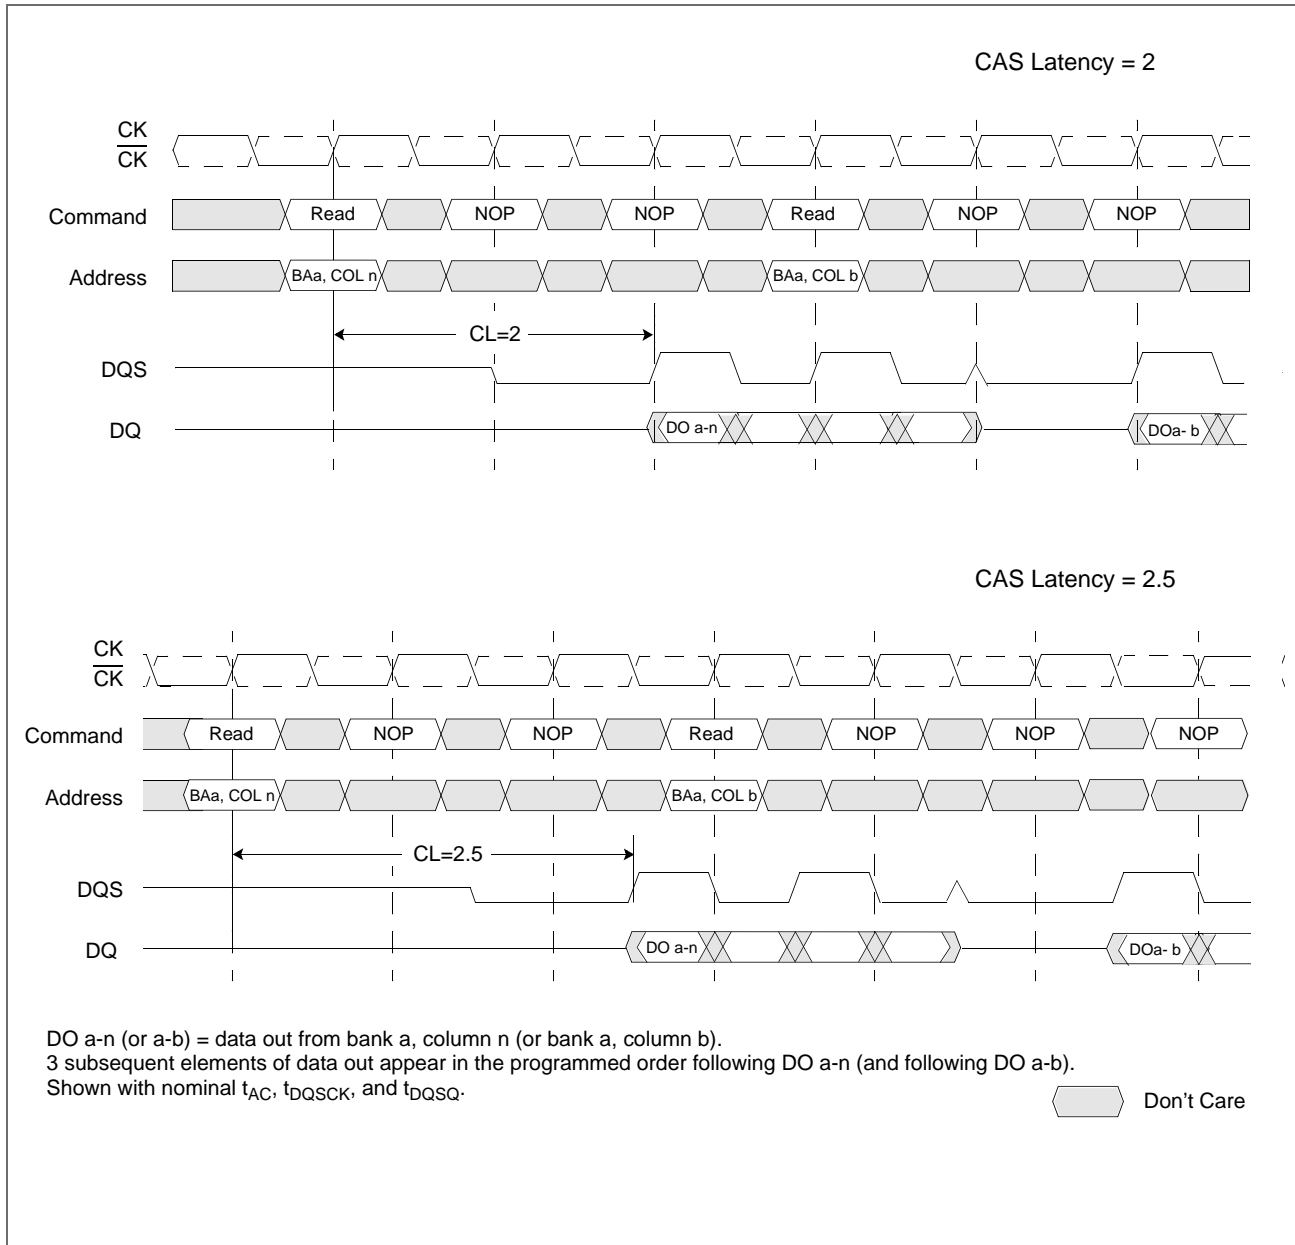 CAS Latency = 2
CK
CK
Command Read NOP NOP Read NOP NOP
Address BAa, COL n BAa, COL b
CL=2
DQS
DQ DO a-n DOa- b
CAS Latency = 2.5
CK
CK
Command Read NOP NOP Read NOP NOP NOP
Address BAa, COL n BAa, COL b
CL=2.5
DQS
DQ DO a-n DOa- b
DO a-n (or a-b) = data out from bank a, column n (or bank a, column b).
3 subsequent elements of data out appear in the programmed order following DO a-n (and following DO a-b).
Shown with nominal tAC, tDQSCK, and tDQSQ.
Don't Care